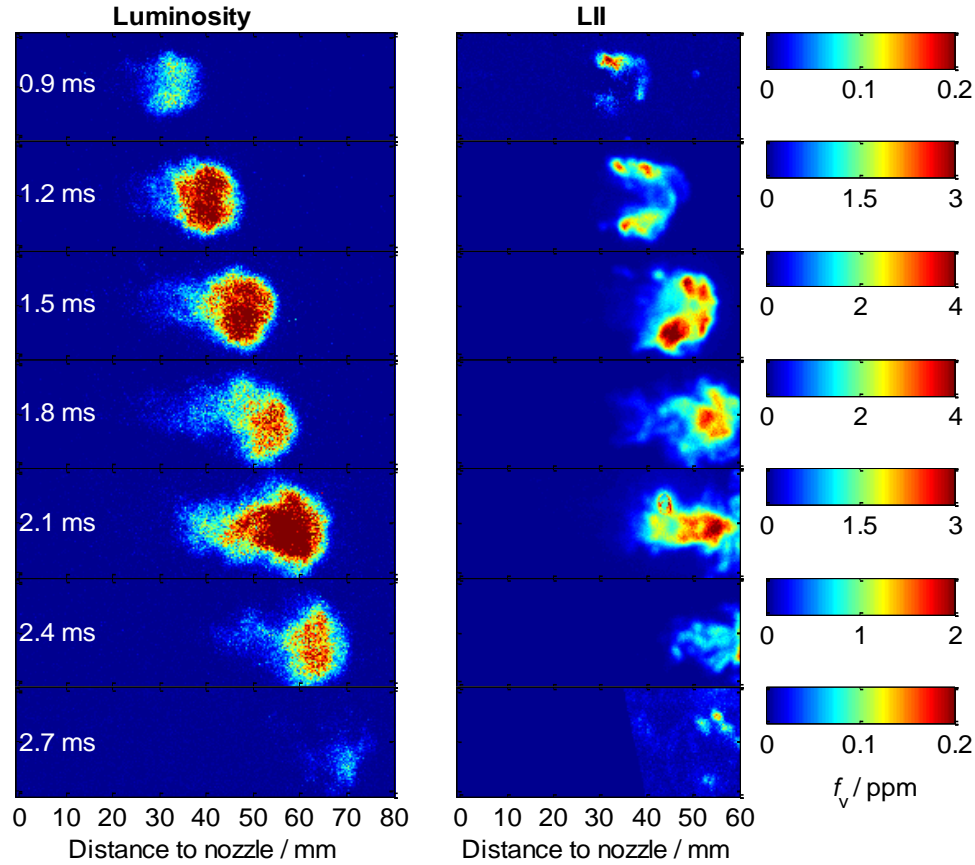 Luminosity LII
0.9 ms
0 0.1 0.2
1.2 ms
0 1.5 3
1.5 ms
0 2 4
1.8 ms
0 2 4
2.1 ms
0 1.5 3
2.4 ms
0 1 2
2.7 ms
0 0.1 0.2
f_v / ppm
0 10 20 30 40 50 60 70 80 0 10 20 30 40 50 60
Distance to nozzle / mm Distance to nozzle / mm